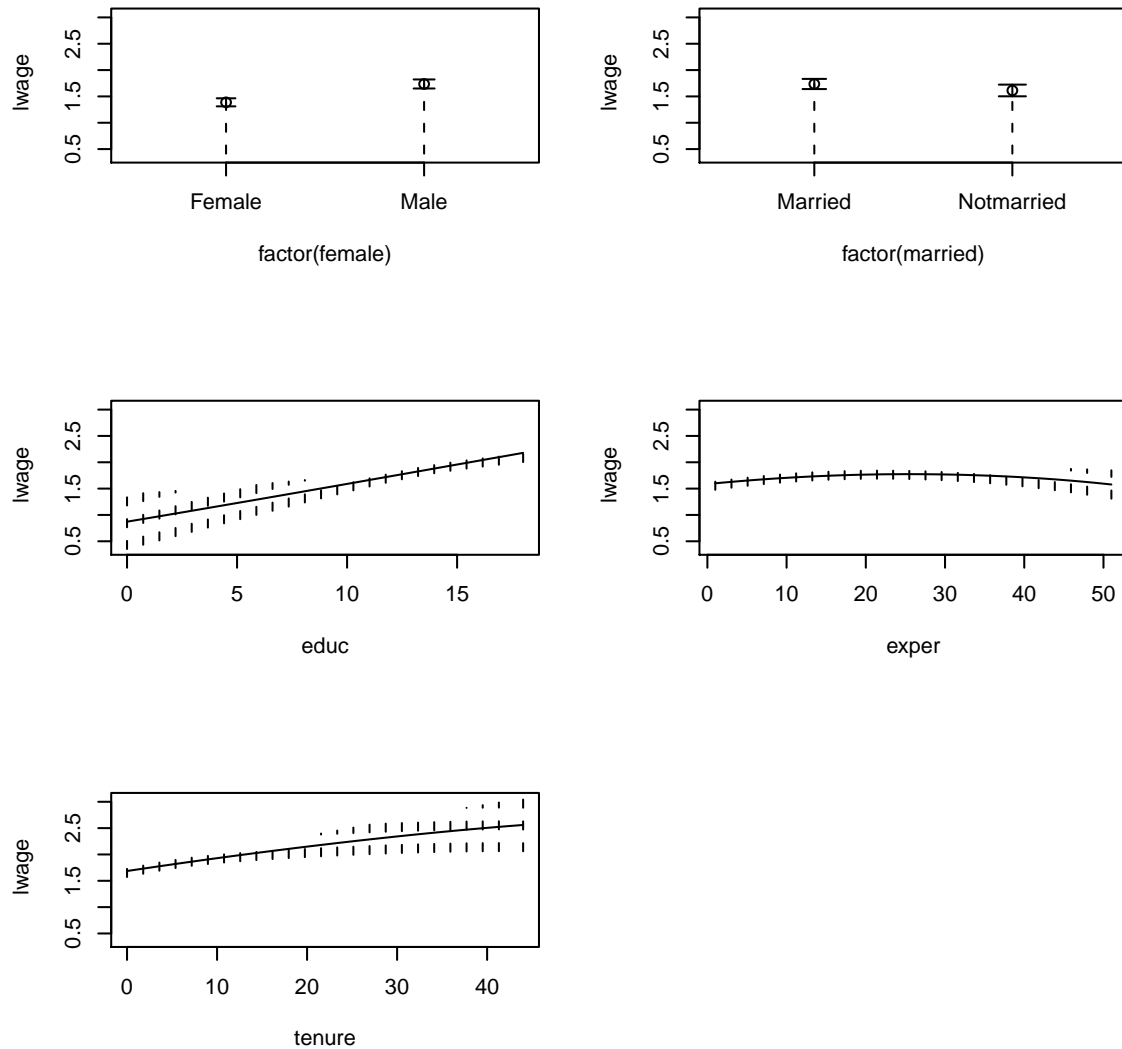 lwage
0.5 1.5 2.5
Female Male
factor(female)
lwage
0.5 1.5 2.5
Married Notmarried
factor(married)
lwage
0.5 1.5 2.5
0 5 10 15
educ
lwage
0.5 1.5 2.5
0 10 20 30 40 50
exper
lwage
0.5 1.5 2.5
0 10 20 30 40
tenure